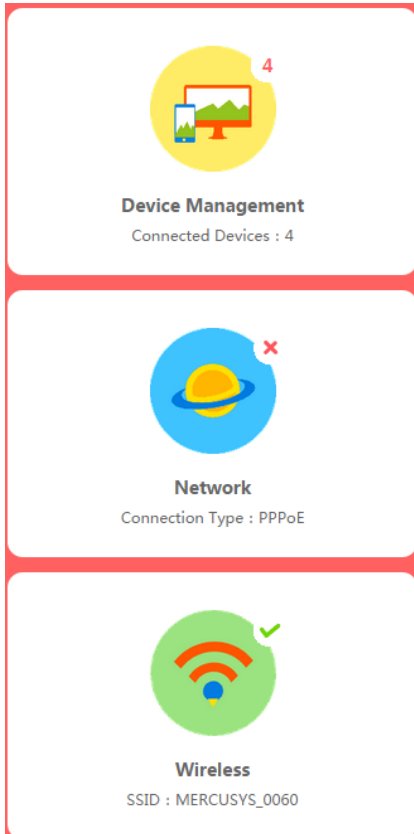 4
Device Management
Connected Devices : 4
Network
Connection Type : PPPoE
Wireless
SSID : MERCUSYS_0060